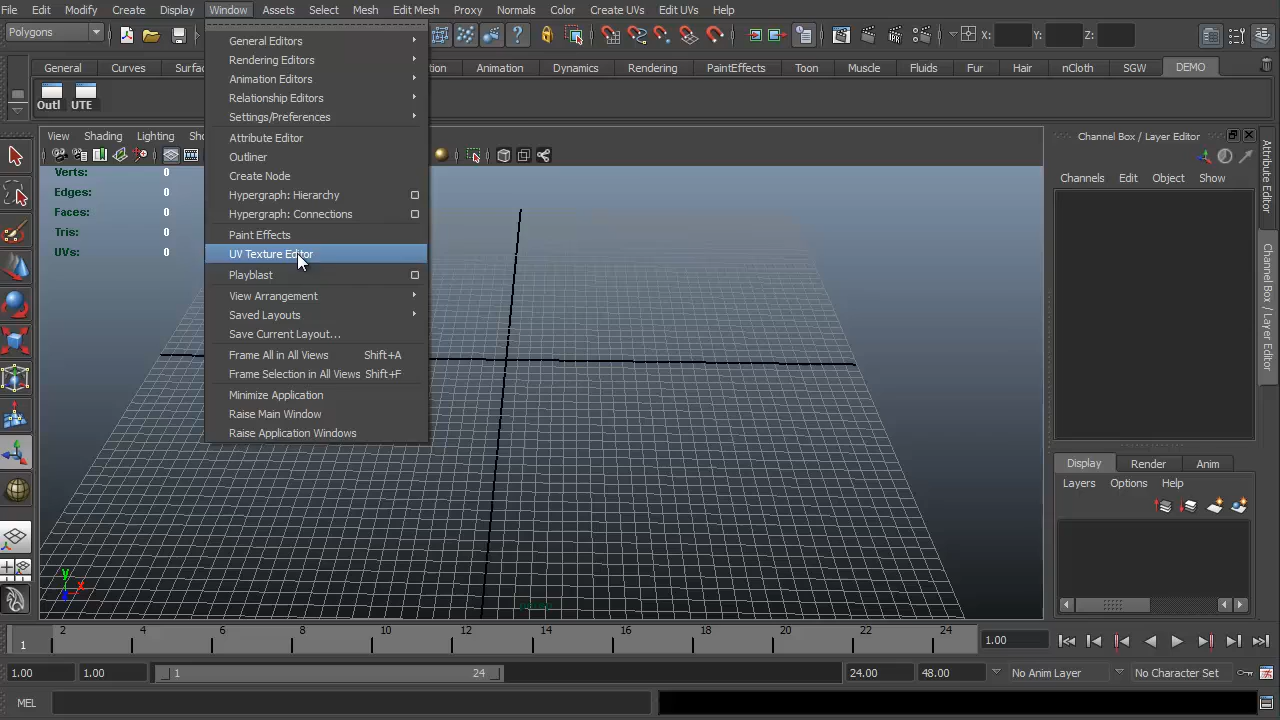 File Edit Modify Create Display Window Assets Select Mesh Edit Mesh Proxy Normals Color Create UVs Edit UVs Help
Polygons X: Y: Z:
General Curves Surfa Animation Dynamics Rendering PaintEffects Toon Muscle Fluids Fur Hair nCloth SGW DEMO
Outl UTE
General Editors
Rendering Editors
Animation Editors
Relationship Editors
Settings/Preferences
Attribute Editor
Outliner
Create Node
Hypergraph: Hierarchy
Hypergraph: Connections
Paint Effects
UV Texture Editor
Playblast
View Arrangement
Saved Layouts
Save Current Layout...
Frame All in All Views Shift+A
Frame Selection in All Views Shift+F
Minimize Application
Raise Main Window
Raise Application Windows
View Shading Lighting Sho
Verts: 0
Edges: 0
Faces: 0
Tris: 0
UVs: 0
y
x
Channel Box / Layer Editor
Channels Edit Object Show
Attribute Editor
Channel Box / Layer Editor
Display Render Anim
Layers Options Help
1 2 4 6 8 10 12 14 16 18 20 22 24 1.00
1.00 1.00 1 24 24.00 48.00 No Anim Layer No Character Set
MEL